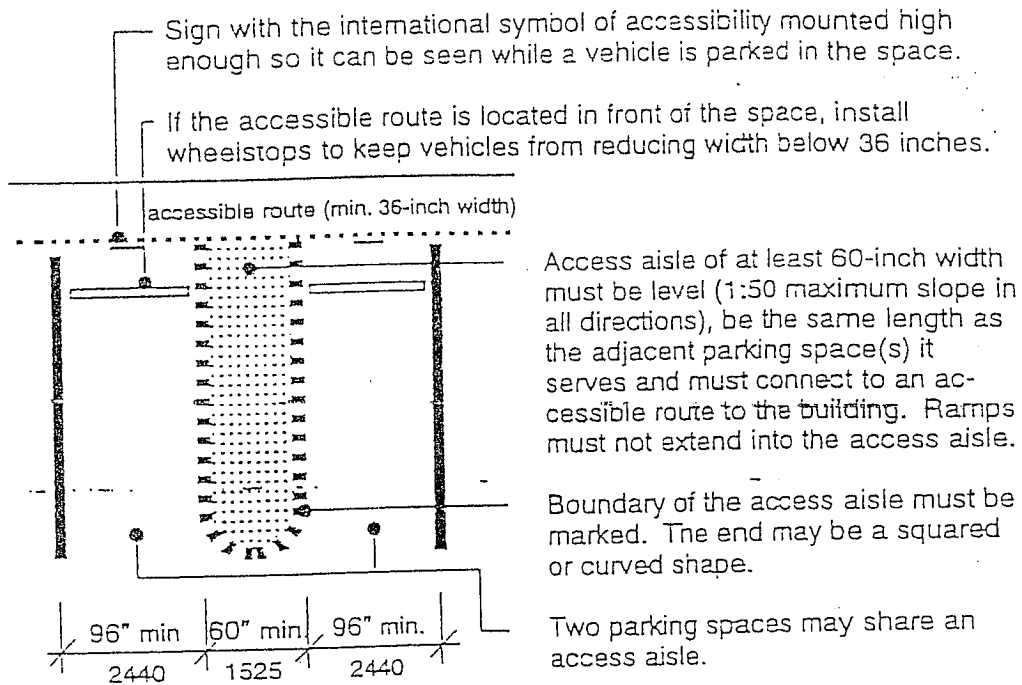 Sign with the international symbol of accessibility mounted high
enough so it can be seen while a vehicle is parked in the space.
If the accessible route is located in front of the space, install
wheelstops to keep vehicles from reducing width below 36 inches.
accessible route (min. 36-inch width)
Access aisle of at least 60-inch width
must be level (1:50 maximum slope in
all directions), be the same length as
the adjacent parking space(s) it
serves and must connect to an ac-
cessible route to the building. Ramps
must not extend into the access aisle.
Boundary of the access aisle must be
marked. The end may be a squared
or curved shape.
Two parking spaces may share an
access aisle.
96" min 60" min. 96" min.
2440 1525 2440